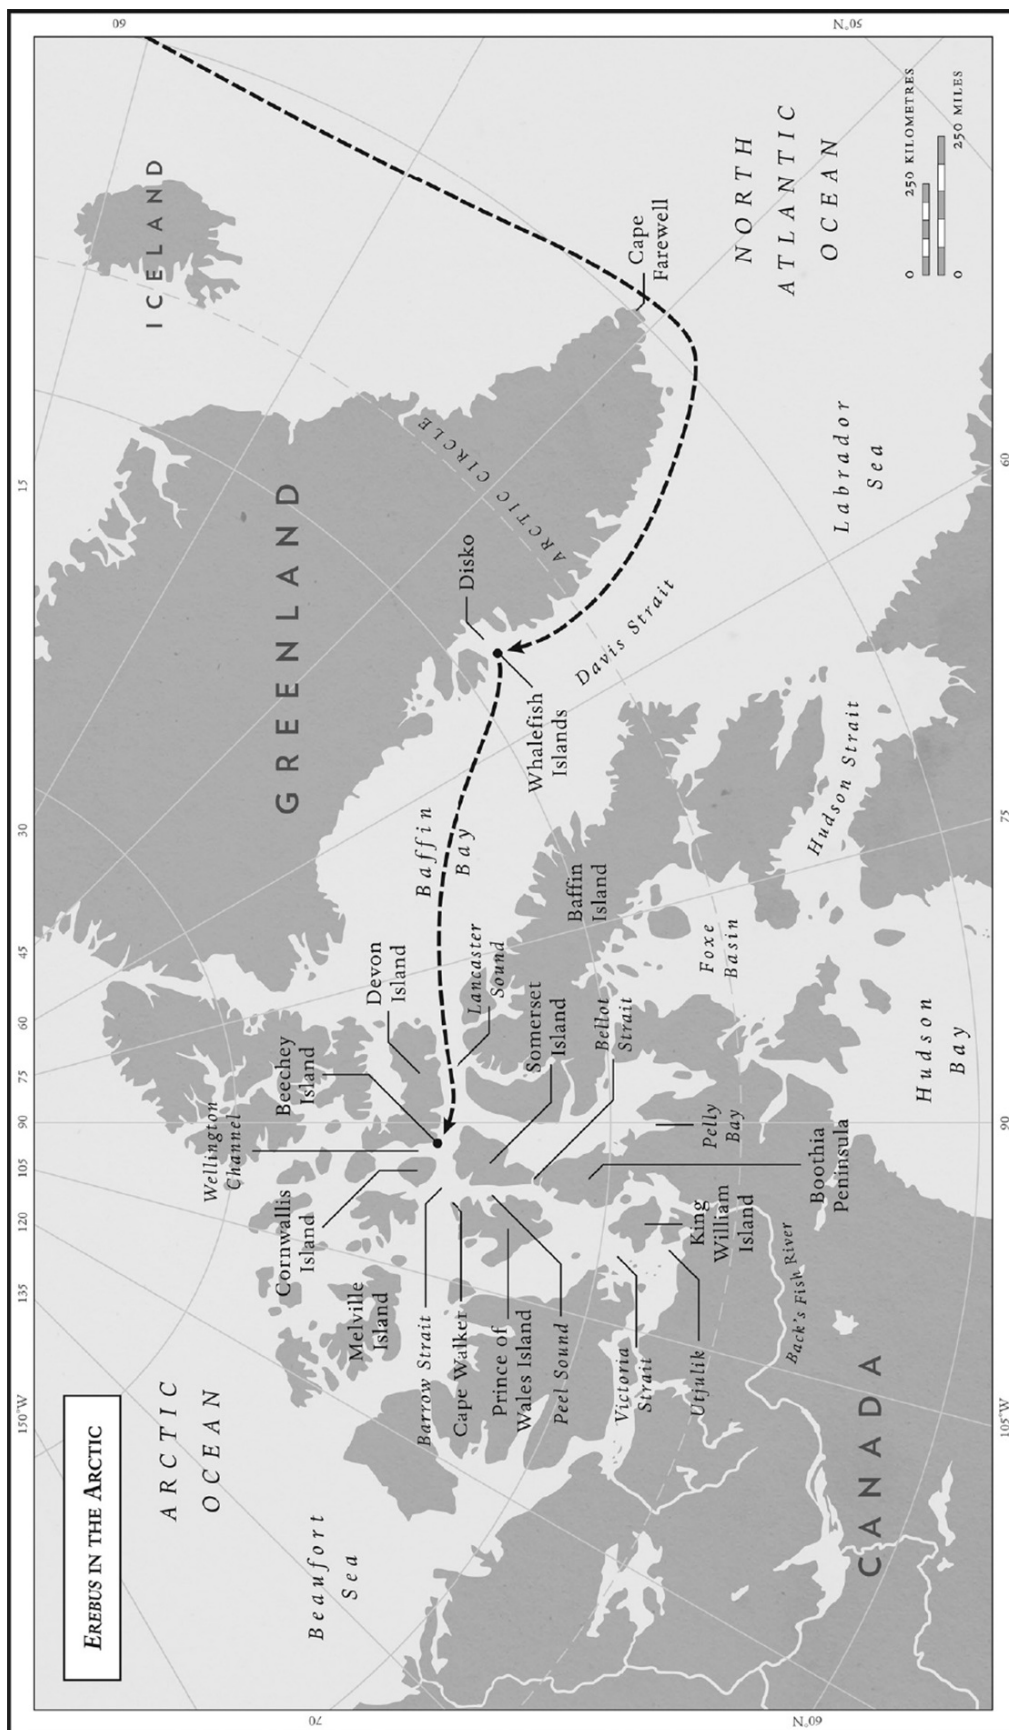 EREBUS IN THE ARCTIC
150°W
135
120
105
90
75
60
45
30
15
60
50°N
70
60°N
105°W
90
75
60
ARCTIC
OCEAN
Beaufort
Sea
Melville
Island
Cornwallis
Island
Wellington
Channel
Beechey
Island
Devon
Island
Barrow Strait
Cape Walker
Prince of
Wales Island
Peel Sound
Victoria
Strait
Utjulik
King
William
Island
Back's Fish River
Boothia
Peninsula
Pelly
Bay
Bellot
Strait
Somerset
Island
Lancaster
Sound
Baffin
Bay
Baffin
Island
Foxe
Basin
Hudson
Bay
Hudson Strait
CANADA
GREENLAND
Whalefish
Islands
Disko
Davis Strait
ARCTIC CIRCLE
ICELAND
Cape
Farewell
Labrador
Sea
NORTH
ATLANTIC
OCEAN
0 250 KILOMETRES
0 250 MILES